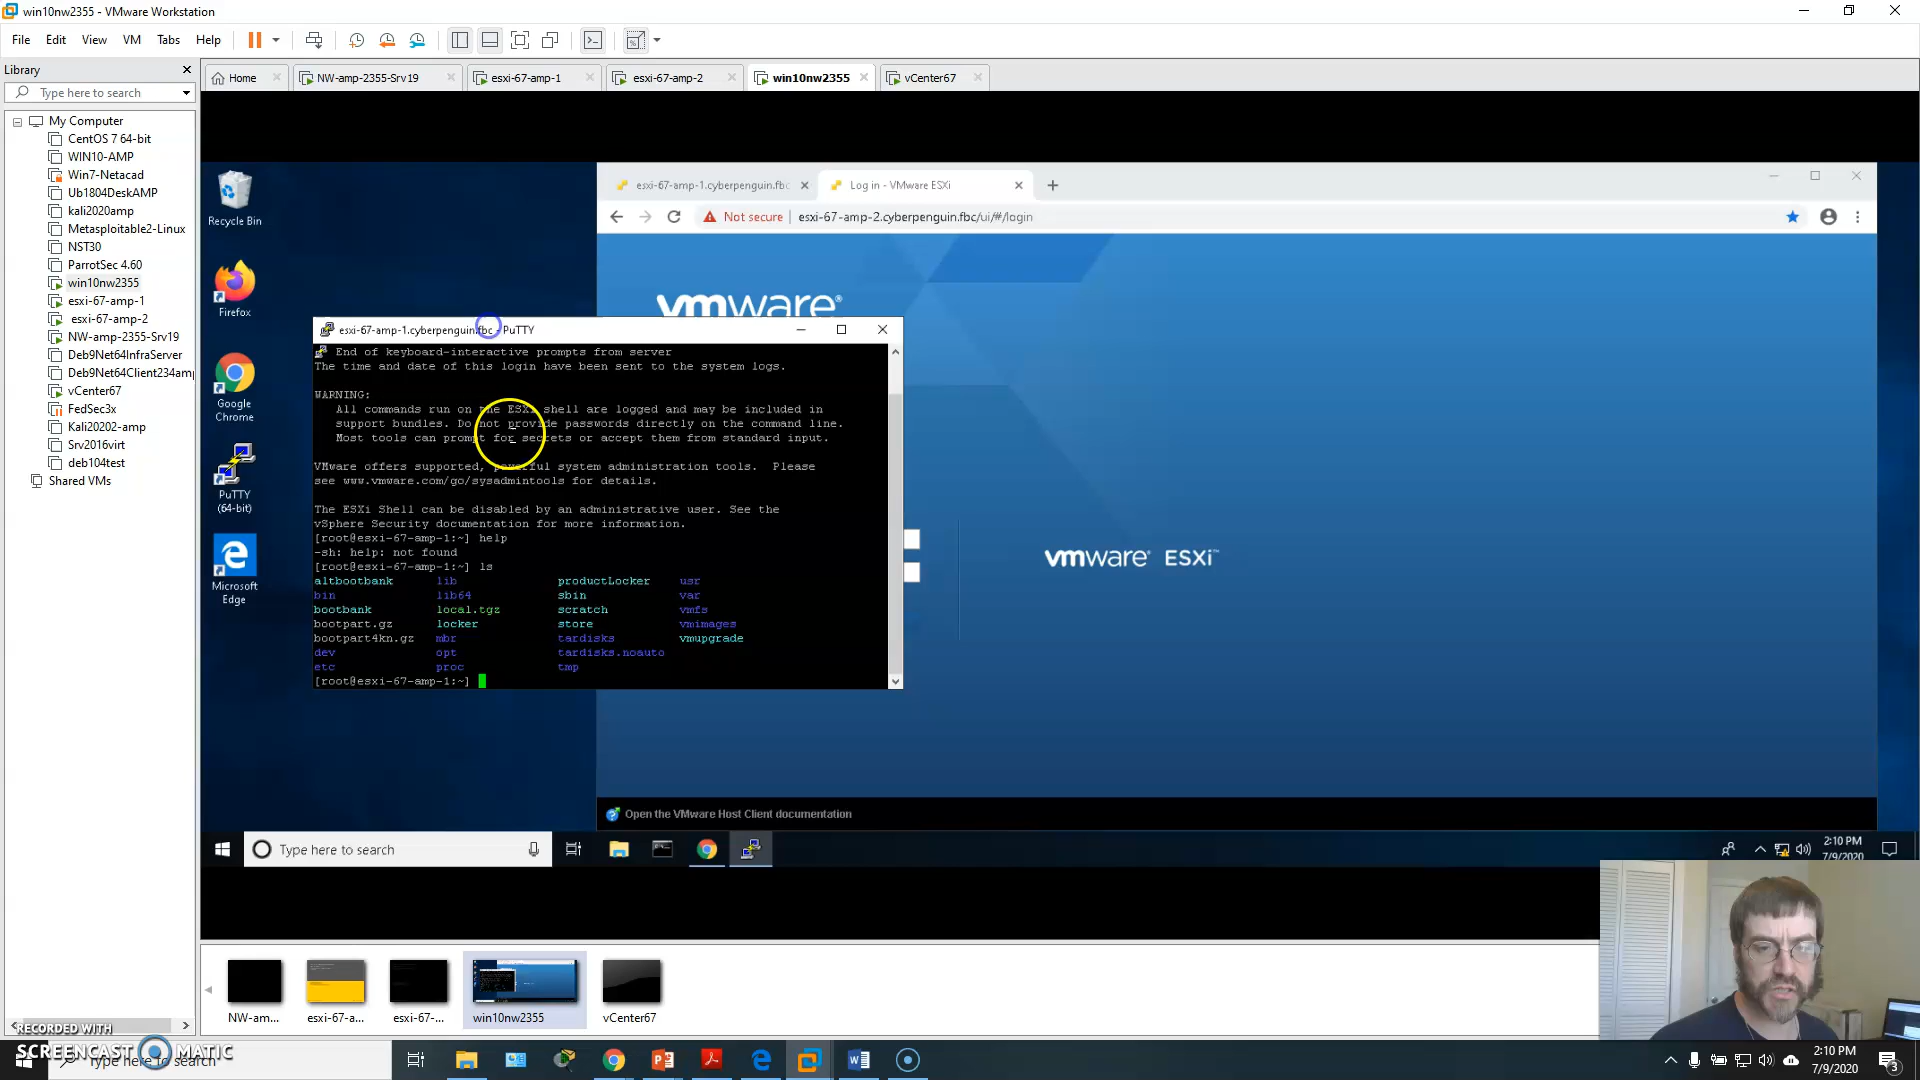 win10nw2355 - VMware Workstation
File Edit View VM Tabs Help
Library
Type here to search
My Computer
CentOS 7 64-bit
WIN10-AMP
Win7-Netacad
Ub1804DeskAMP
kali2020amp
Metasploitable2-Linux
NST30
ParrotSec 4.60
win10nw2355
esxi-67-amp-1
esxi-67-amp-2
NW-amp-2355-Srv19
Deb9Net64InfraServer
Deb9Net64Client234am
vCenter67
FedSec3x
Kali20202-amp
Srv2016virt
deb104test
Shared VMs
Home NW-amp-2355-Srv19 esxi-67-amp-1 esxi-67-amp-2 win10nw2355 vCenter67
Recycle Bin
Firefox
Google
Chrome
PuTTY
(64-bit)
Microsoft
Edge
esxi-67-amp-1.cyberpenguin.fbc Log in - VMware ESXi
Not secure esxi-67-amp-2.cyberpenguin.fbc/ui/#/login
vmware
esxi-67-amp-1.cyberpenguin.fbc - PuTTY
End of keyboard-interactive prompts from server
The time and date of this login have been sent to the system logs.
WARNING:
All commands run on the ESXi shell are logged and may be included in
support bundles. Do not provide passwords directly on the command line.
Most tools can prompt for secrets or accept them from standard input.
VMware offers supported, powerful system administration tools. Please
see www.vmware.com/go/sysadmintools for details.
The ESXi Shell can be disabled by an administrative user. See the
vSphere Security documentation for more information.
[root@esxi-67-amp-1:~] help
-sh: help: not found
[root@esxi-67-amp-1:~] ls
altbootbank lib productLocker usr
bin lib64 sbin var
bootbank local.tgz scratch vmfs
bootpart.gz locker store vmimages
bootpart4kn.gz mbr tardisks vmupgrade
dev opt tardisks.noauto
etc proc tmp
[root@esxi-67-amp-1:~]
vmware ESXi™
Open the VMware Host Client documentation
Type here to search
2:10 PM
7/9/2020
NW-am... esxi-67-a... esxi-67-... win10nw2355 vCenter67
RECORDED WITH
SCREENCAST MATIC
Type here to search
2:10 PM
7/9/2020
3